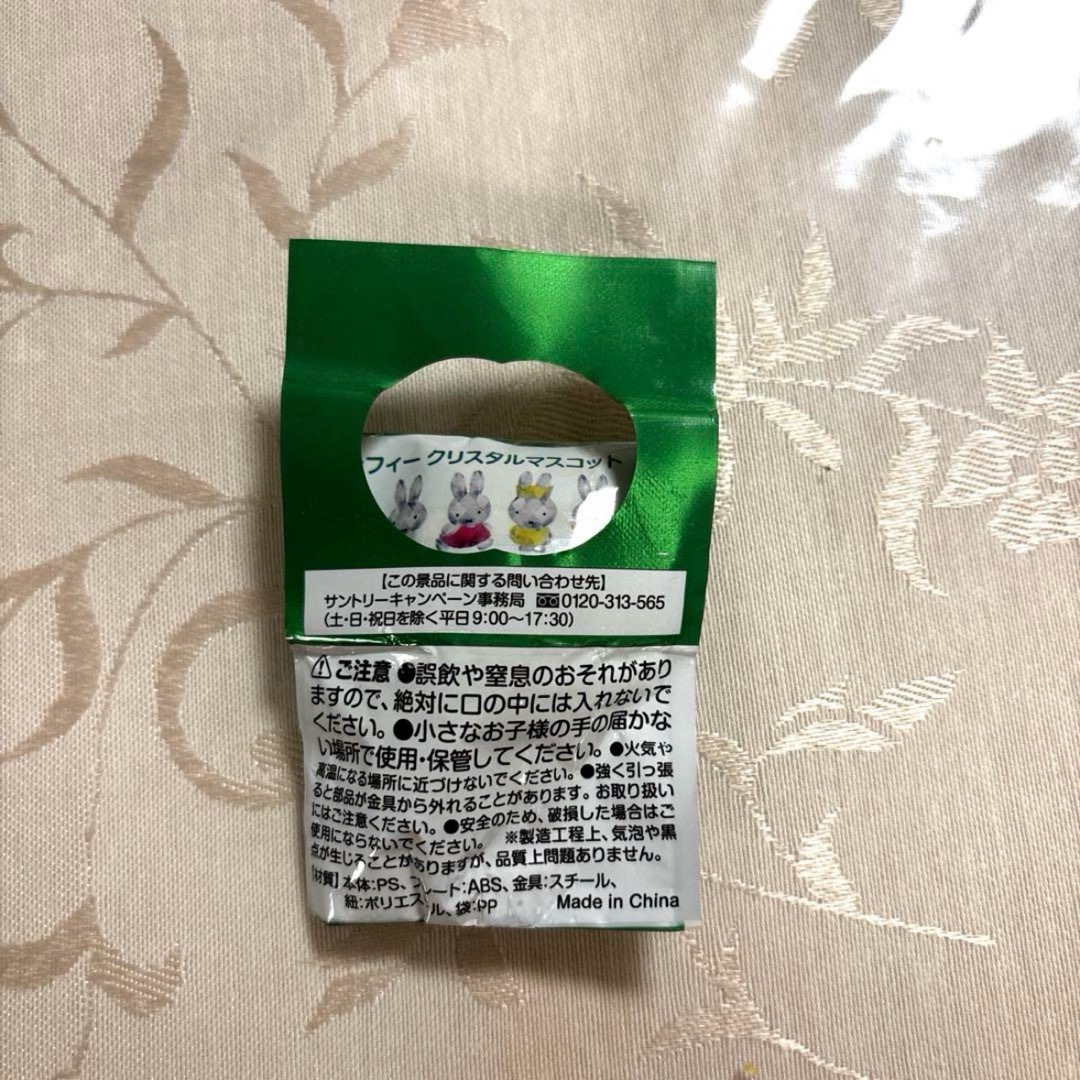 フィー クリスタルマスコット
【この景品に関する問い合わせ先】
サントリーキャンペーン事務局 0120-313-565
(土・日・祝日を除く平日9:00〜17:30)
⚠ご注意 ●誤飲や窒息のおそれがあり
ますので、絶対に口の中には入れないで
ください。●小さなお子様の手の届かな
い場所で使用・保管してください。●火気や
高温になる場所に近づけないでください。●強く引っ張
ると部品が金具から外れることがあります。お取り扱い
にはご注意ください。●安全のため、破損した場合はご
使用にならないでください。 ※製造工程上、気泡や黒
点が生じることがありますが、品質上問題ありません。
【材質】本体:PS、プレート:ABS、金具:スチール、
紐:ポリエステル、袋:PP Made in China